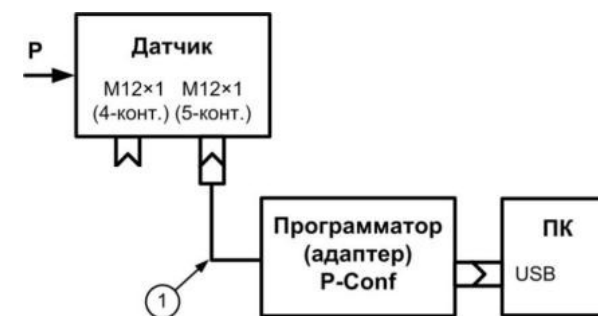 Датчик
P
M12×1 M12×1
(4-конт.) (5-конт.)
Программатор
(адаптер)
P-Conf
ПК
USB
1